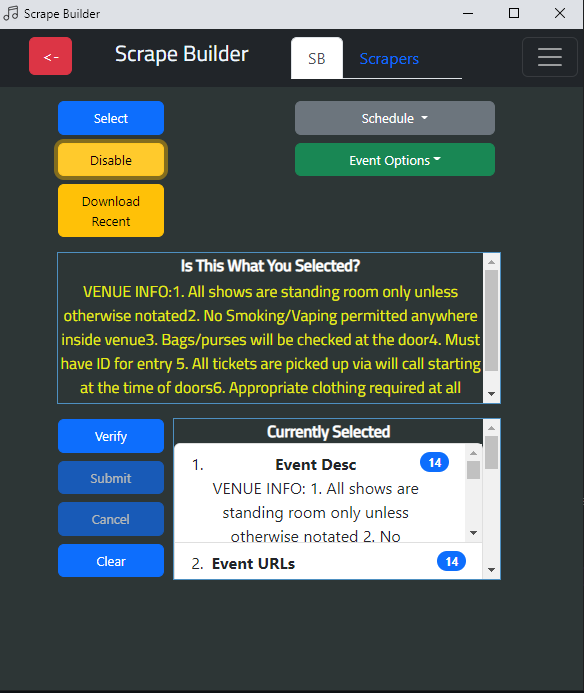 Scrape Builder
<- Scrape Builder SB Scrapers
Select Schedule
Disable Event Options
Download
Recent
Is This What You Selected?
VENUE INFO:1. All shows are standing room only unless
otherwise notated2. No Smoking/Vaping permitted anywhere
inside venue3. Bags/purses will be checked at the door4. Must
have ID for entry 5. All tickets are picked up via will call starting
at the time of doors6. Appropriate clothing required at all
Verify
Submit
Cancel
Clear
Currently Selected
1. Event Desc 14
VENUE INFO: 1. All shows are
standing room only unless
otherwise notated 2. No
2. Event URLs 14